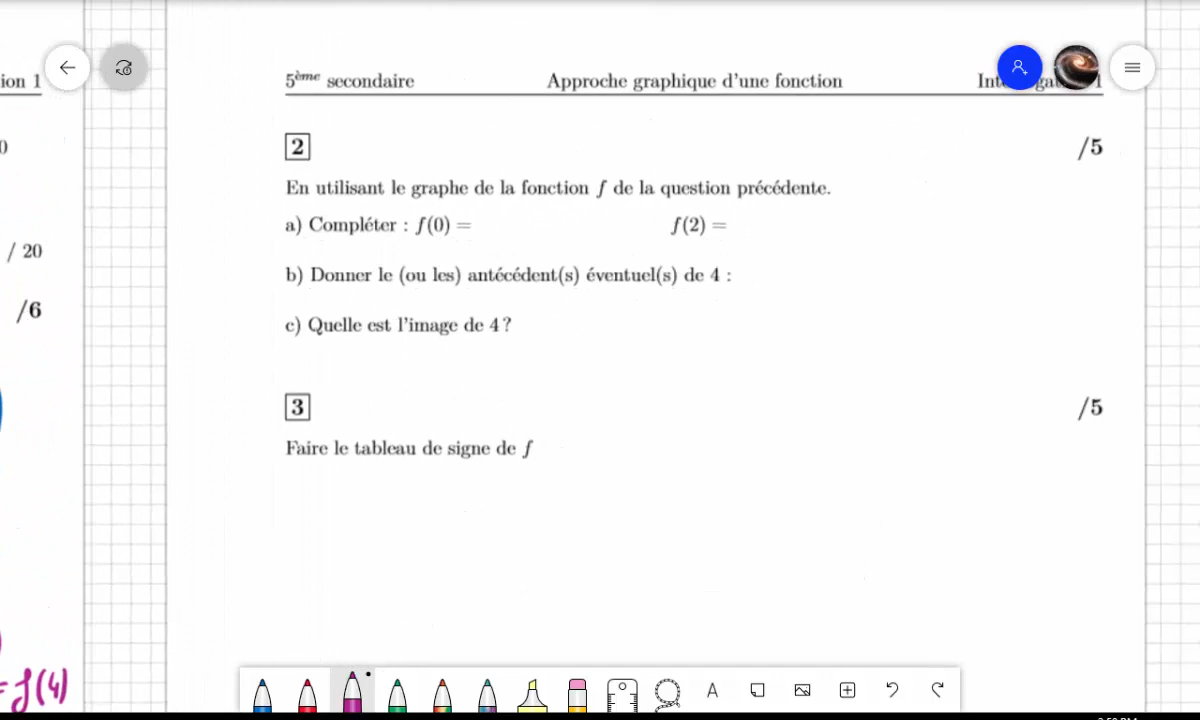 ion 1
0
/ 20
/6
= f(4)
5ème secondaire Approche graphique d'une fonction
2 /5
En utilisant le graphe de la fonction f de la question précédente.
a) Compléter : f(0) = f(2) =
b) Donner le (ou les) antécédent(s) éventuel(s) de 4 :
c) Quelle est l'image de 4 ?
3 /5
Faire le tableau de signe de f
A